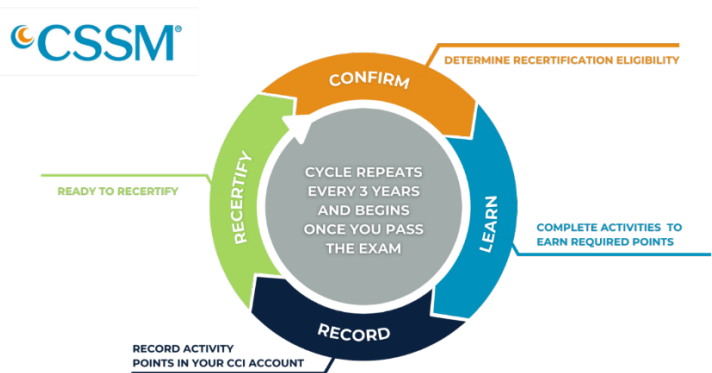 CSSM®
CONFIRM
DETERMINE RECERTIFICATION ELIGIBILITY
LEARN
COMPLETE ACTIVITIES TO
EARN REQUIRED POINTS
RECORD
RECORD ACTIVITY
POINTS IN YOUR CCI ACCOUNT
RECERTIFY
READY TO RECERTIFY
CYCLE REPEATS
EVERY 3 YEARS
AND BEGINS
ONCE YOU PASS
THE EXAM